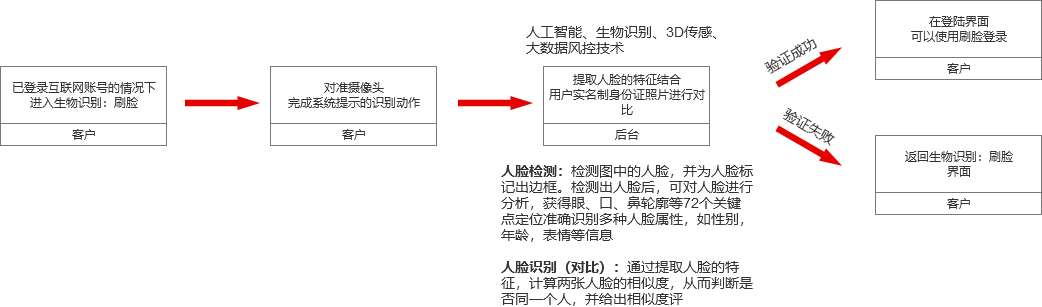 已登录互联网账号的情况下
进入生物识别：刷脸
客户
对准摄像头
完成系统提示的识别动作
客户
人工智能、生物识别、3D传感、
大数据风控技术
提取人脸的特征结合
用户实名制身份证照片进行对
比
后台
人脸检测：检测图中的人脸，并为人脸标
记出边框。检测出人脸后，可对人脸进行
分析，获得眼、口、鼻轮廓等72个关键
点定位准确识别多种人脸属性，如性别，
年龄，表情等信息
人脸识别（对比）：通过提取人脸的特
征，计算两张人脸的相似度，从而判断是
否同一个人，并给出相似度评
验证成功
在登陆界面
可以使用刷脸登录
客户
验证失败
返回生物识别：刷脸
界面
客户